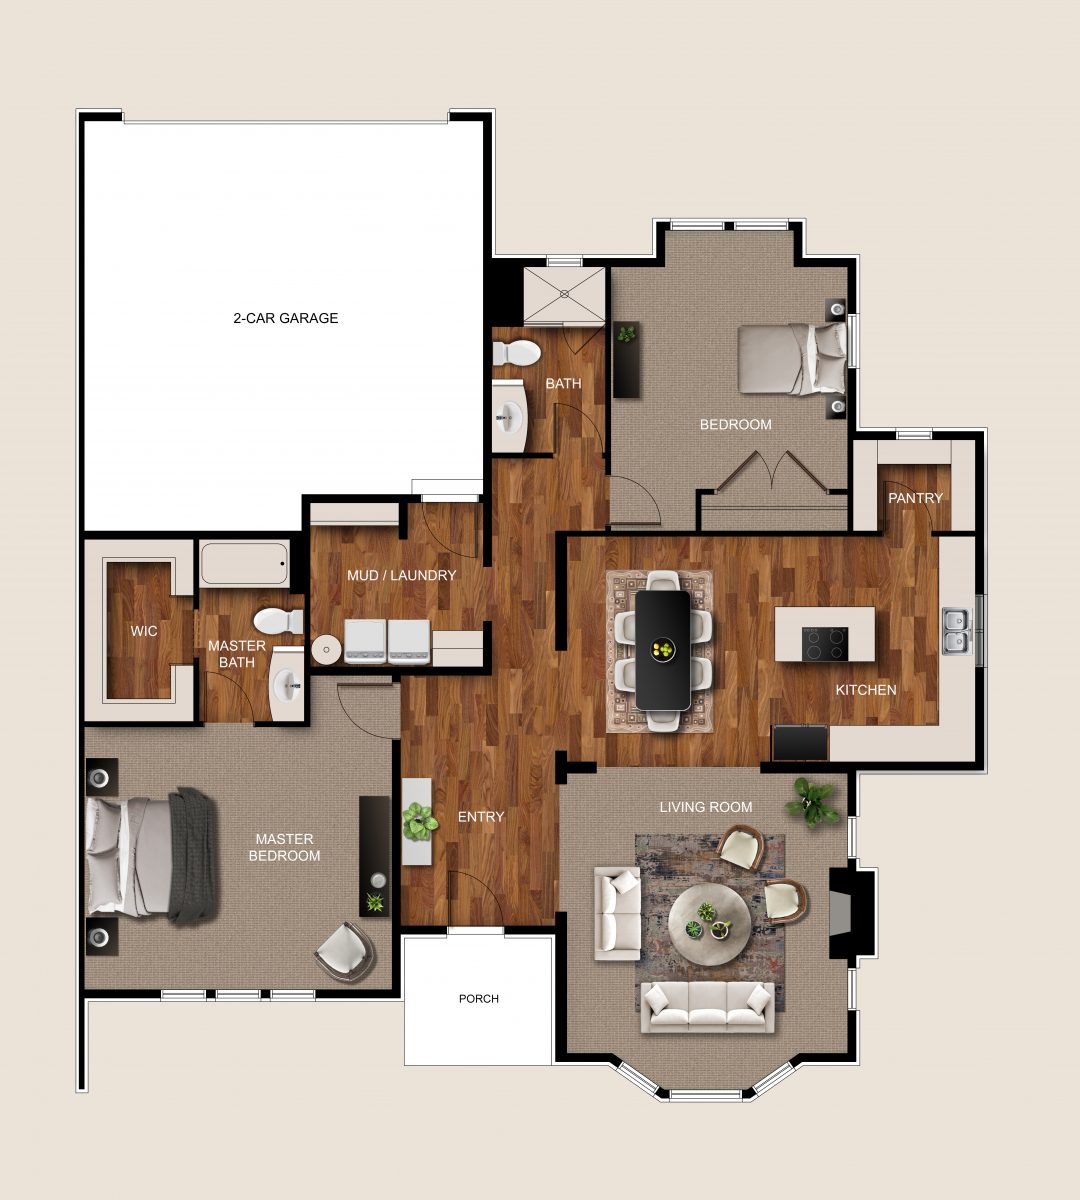 2-CAR GARAGE
BATH
BEDROOM
PANTRY
MUD / LAUNDRY
WIC
MASTER
BATH
KITCHEN
LIVING ROOM
ENTRY
MASTER
BEDROOM
PORCH